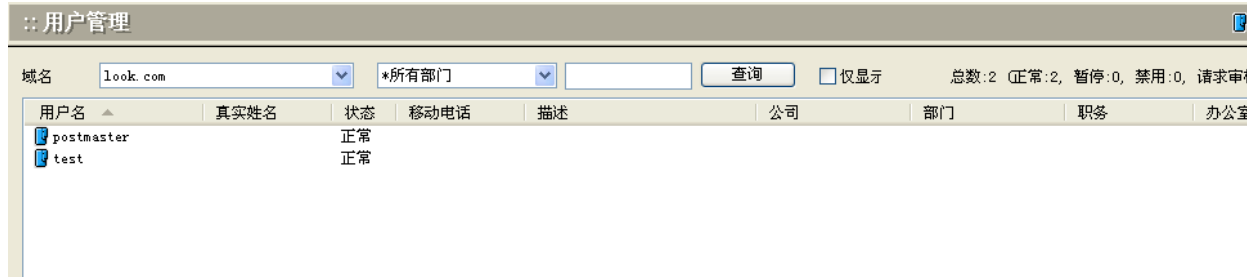 :: 用户管理
域名 look.com *所有部门 查询 仅显示 总数:2 (正常:2, 暂停:0, 禁用:0, 请求审
用户名 真实姓名 状态 移动电话 描述 公司 部门 职务 办公室
postmaster 正常
test 正常